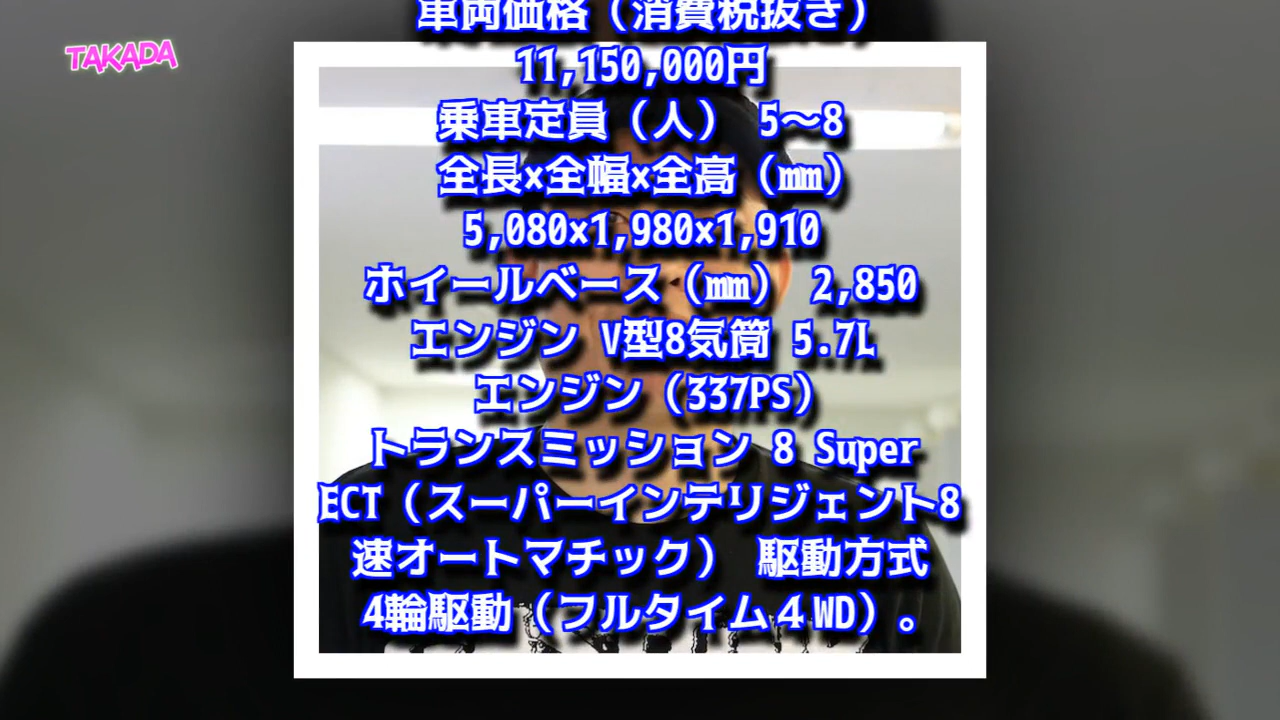 TAKADA
車両価格（消費税抜き）
11,150,000円
乗車定員（人） 5～8
全長×全幅×全高（mm）
5,080×1,980×1,910
ホイールベース（mm） 2,850
エンジン V型8気筒 5.7L
エンジン（337PS）
トランスミッション 8 Super
ECT（スーパーインテリジェント8
速オートマチック） 駆動方式
4輪駆動（フルタイム４WD）。